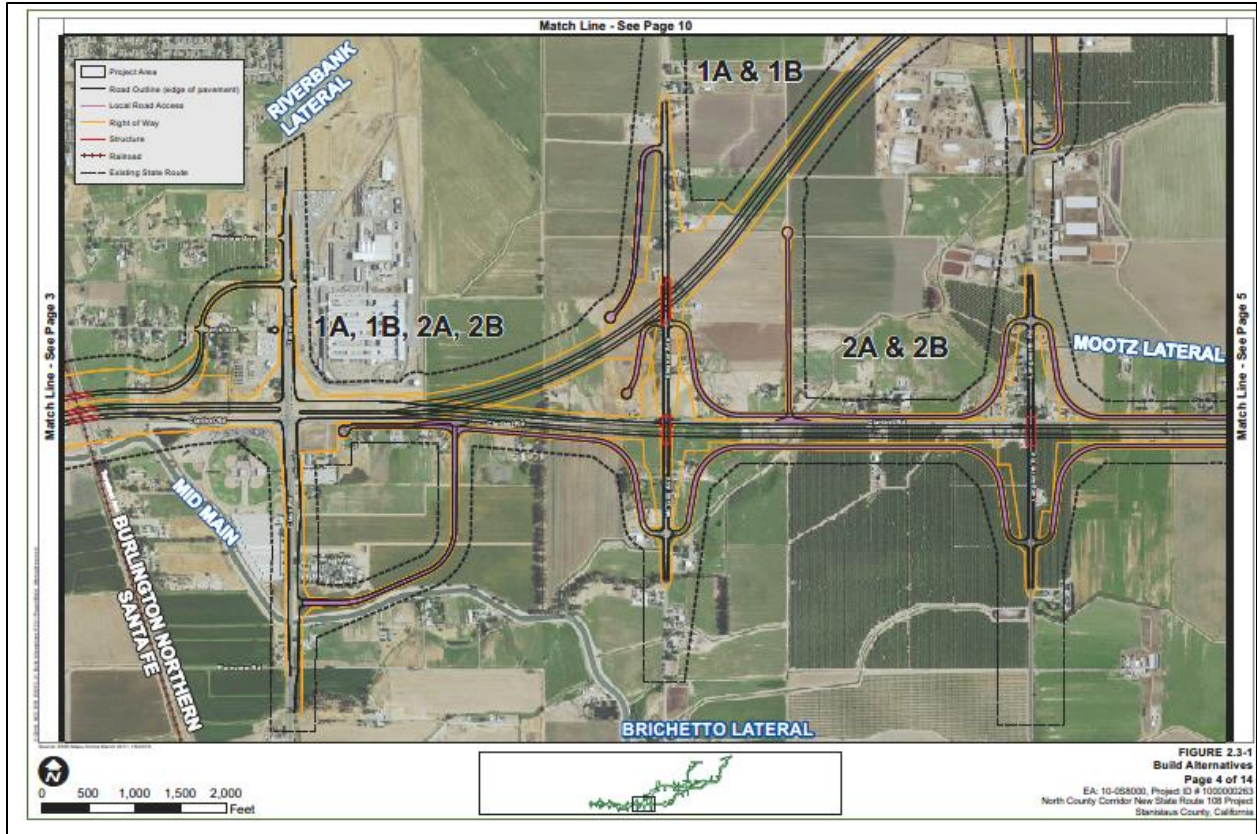 Match Line - See Page 10
Project Area
Road Outline (edge of pavement)
Local Road Access
Right of Way
Structure
Railroad
Existing State Route
RIVERBANK
LATERAL
1A & 1B
1A, 1B, 2A, 2B
2A & 2B
MOOTZ LATERAL
Match Line - See Page 3
Match Line - See Page 5
MID MAIN
BURLINGTON NORTHERN
SANTA FE
BRICHETTO LATERAL
N
0 500 1,000 1,500 2,000
Feet
FIGURE 2.3-1
Build Alternatives
Page 4 of 14
EA: 10-0S8000, Project ID # 1000000263
North County Corridor New State Route 108 Project
Stanislaus County, California